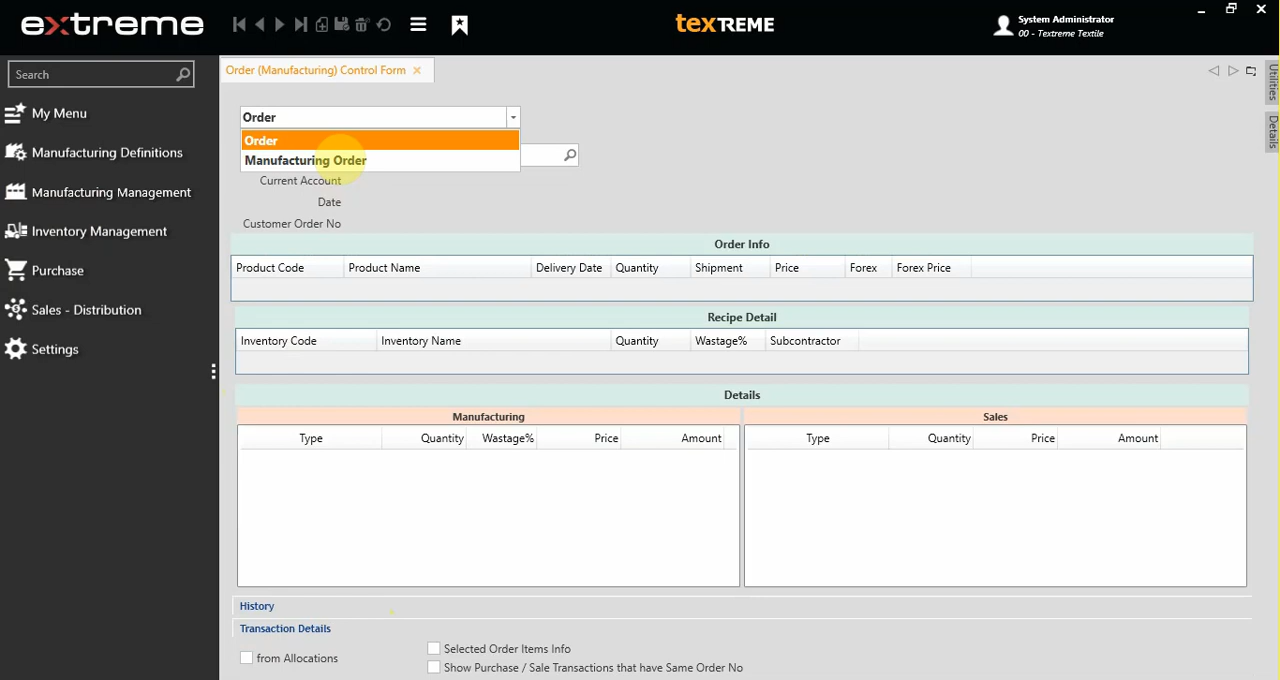 extreme
texTREME
System Administrator
00 - Textreme Textile
Search
My Menu
Manufacturing Definitions
Manufacturing Management
Inventory Management
Purchase
Sales - Distribution
Settings
Order (Manufacturing) Control Form
Utilities
Details
Order
Order
Manufacturing Order
Current Account
Date
Customer Order No
Order Info
Product Code Product Name Delivery Date Quantity Shipment Price Forex Forex Price
Recipe Detail
Inventory Code Inventory Name Quantity Wastage% Subcontractor
Details
Manufacturing Sales
Type Quantity Wastage% Price Amount Type Quantity Price Amount
History
Transaction Details
from Allocations
Selected Order Items Info
Show Purchase / Sale Transactions that have Same Order No